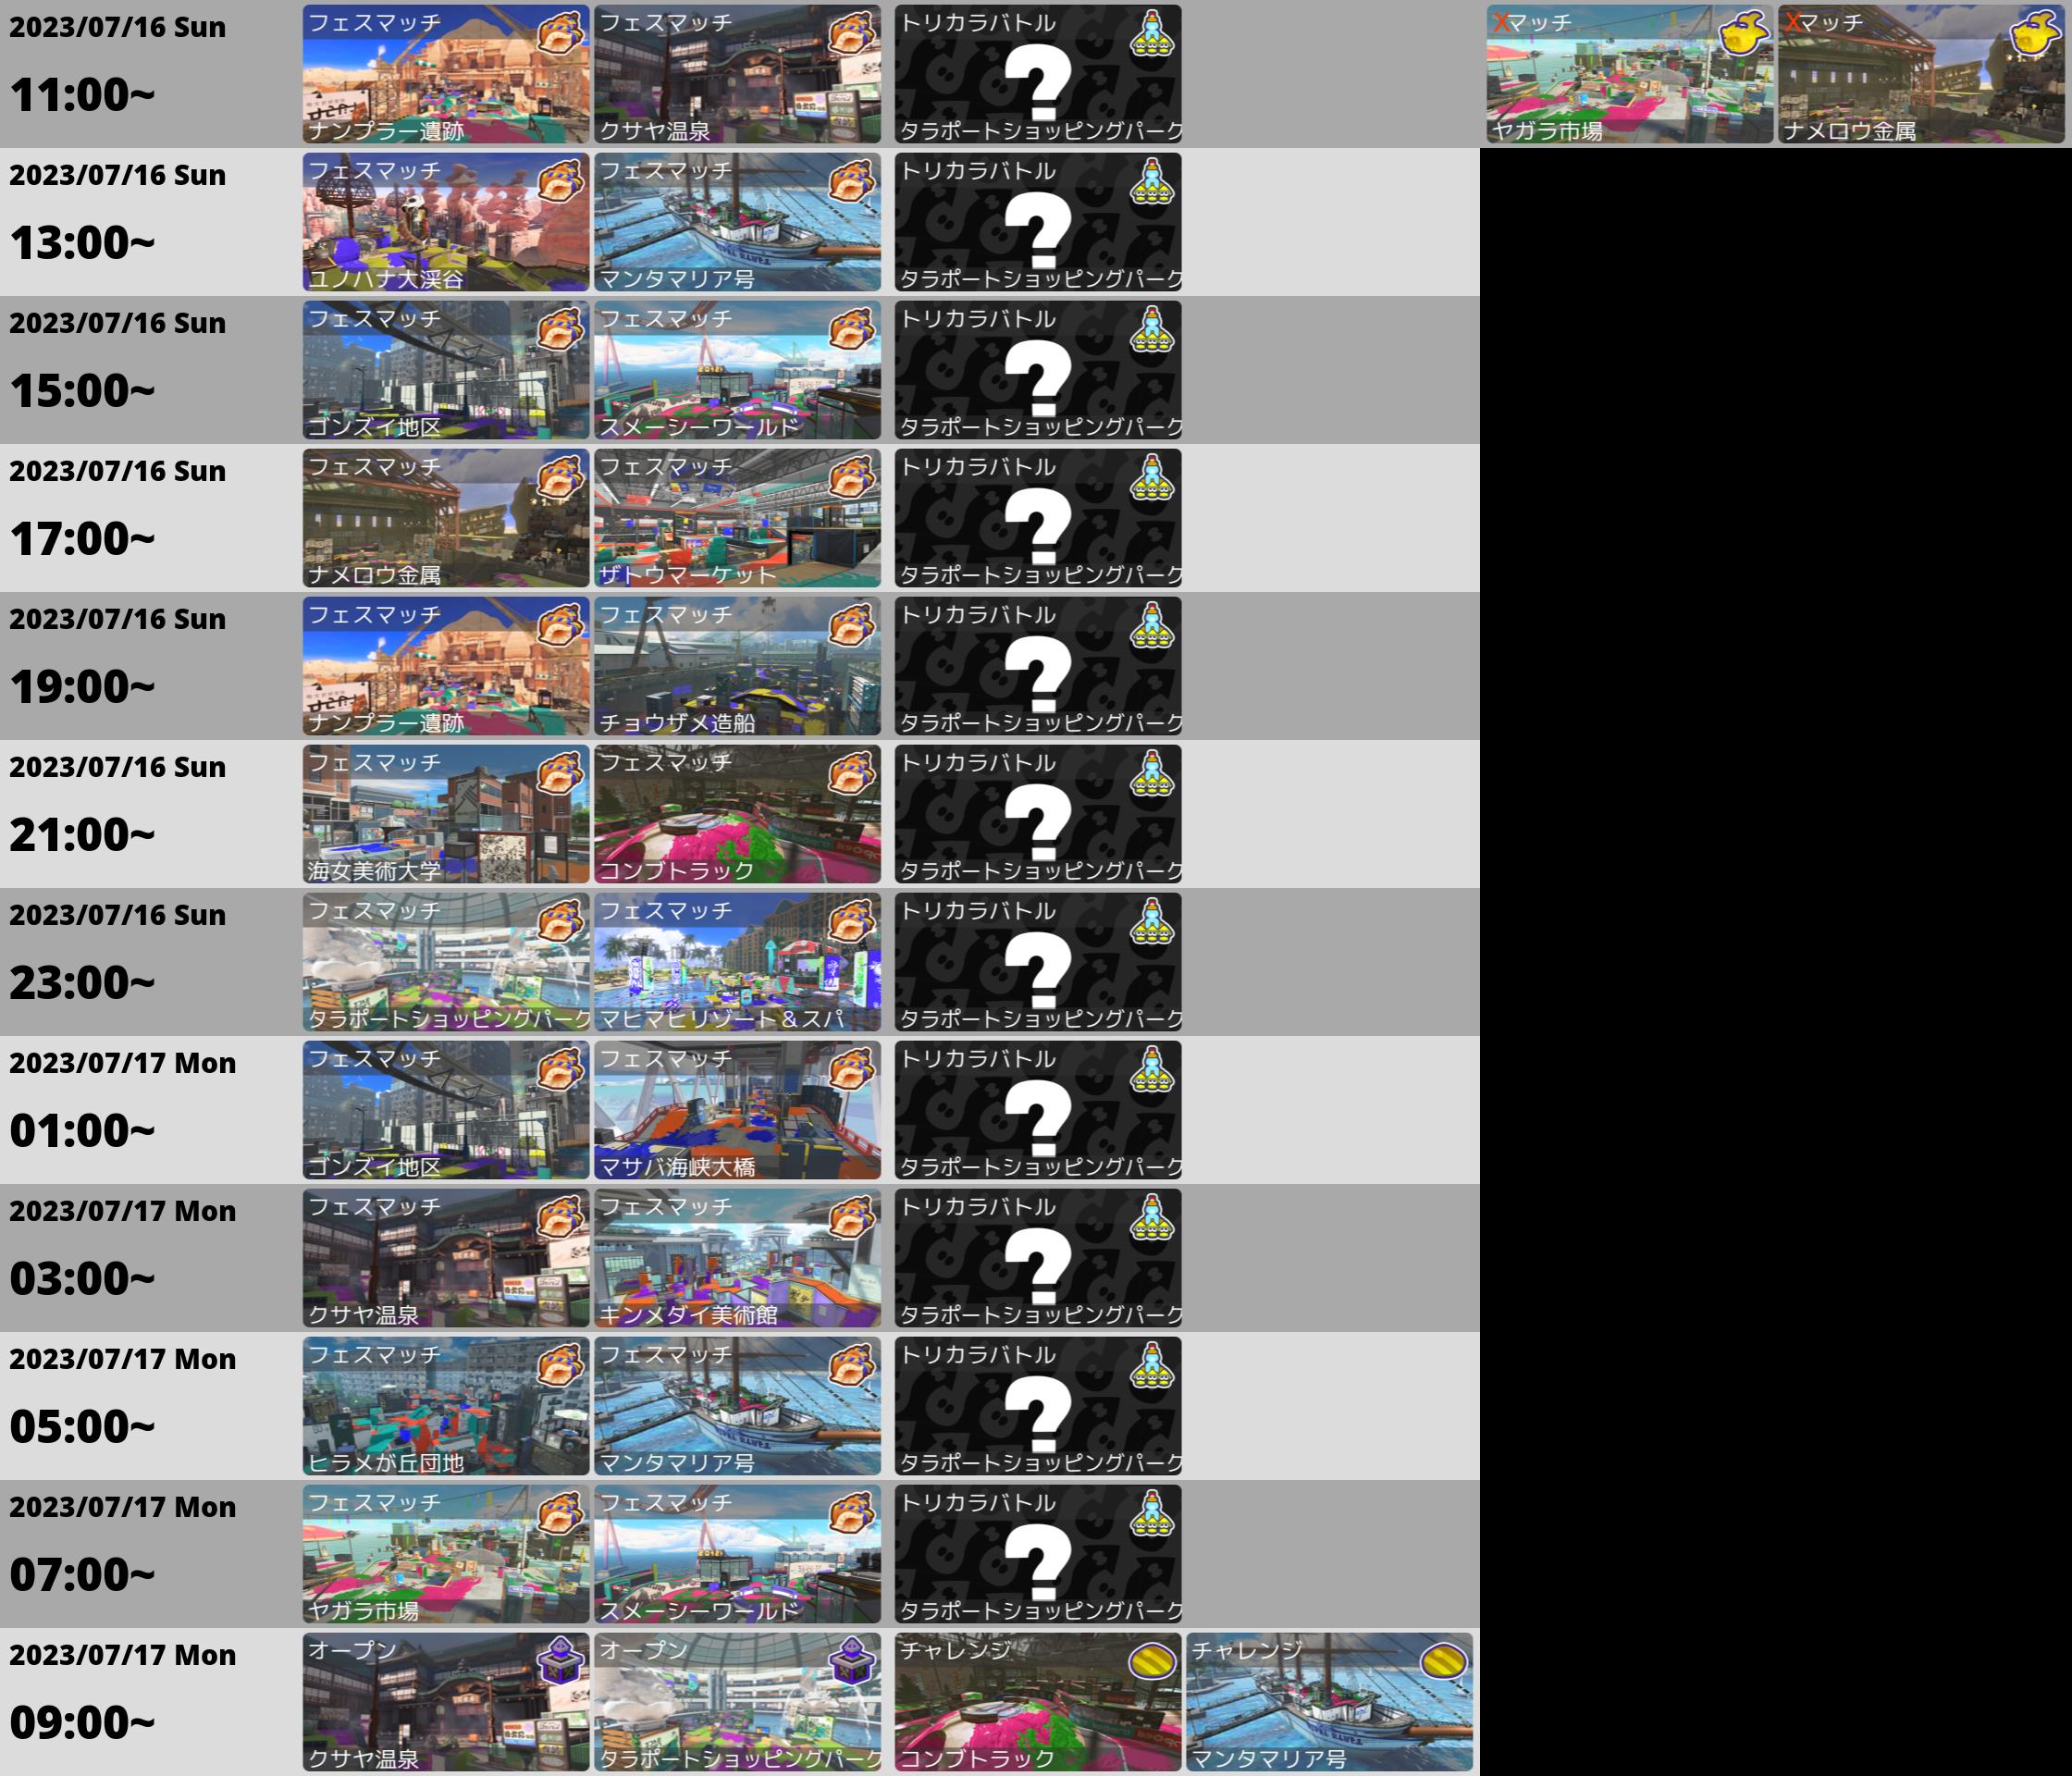 2023/07/16 Sun
11:00~
フェスマッチ
ナンプラー遺跡
フェスマッチ
クサヤ温泉
トリカラバトル
?
タラポートショッピングパーク
Xマッチ
ヤガラ市場
Xマッチ
ナメロウ金属
2023/07/16 Sun
13:00~
フェスマッチ
ユノハナ大渓谷
フェスマッチ
マンタマリア号
トリカラバトル
?
タラポートショッピングパーク
2023/07/16 Sun
15:00~
フェスマッチ
ゴンズイ地区
フェスマッチ
スメーシーワールド
トリカラバトル
?
タラポートショッピングパーク
2023/07/16 Sun
17:00~
フェスマッチ
ナメロウ金属
フェスマッチ
ザトウマーケット
トリカラバトル
?
タラポートショッピングパーク
2023/07/16 Sun
19:00~
フェスマッチ
ナンプラー遺跡
フェスマッチ
チョウザメ造船
トリカラバトル
?
タラポートショッピングパーク
2023/07/16 Sun
21:00~
フェスマッチ
海女美術大学
フェスマッチ
コンブトラック
トリカラバトル
?
タラポートショッピングパーク
2023/07/16 Sun
23:00~
フェスマッチ
タラポートショッピングパーク
フェスマッチ
マヒマヒリゾート&スパ
トリカラバトル
?
タラポートショッピングパーク
2023/07/17 Mon
01:00~
フェスマッチ
ゴンズイ地区
フェスマッチ
マサバ海峡大橋
トリカラバトル
?
タラポートショッピングパーク
2023/07/17 Mon
03:00~
フェスマッチ
クサヤ温泉
フェスマッチ
キンメダイ美術館
トリカラバトル
?
タラポートショッピングパーク
2023/07/17 Mon
05:00~
フェスマッチ
ヒラメが丘団地
フェスマッチ
マンタマリア号
トリカラバトル
?
タラポートショッピングパーク
2023/07/17 Mon
07:00~
フェスマッチ
ヤガラ市場
フェスマッチ
スメーシーワールド
トリカラバトル
?
タラポートショッピングパーク
2023/07/17 Mon
09:00~
オープン
クサヤ温泉
オープン
タラポートショッピングパーク
チャレンジ
コンブトラック
チャレンジ
マンタマリア号